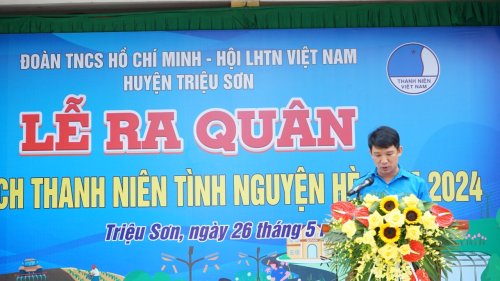 ĐOÀN TNCS HỒ CHÍ MINH - HỘI LHTN VIỆT NAM
HUYỆN TRIỆU SƠN
THANH NIÊN
VIỆT NAM
LỄ RA QUÂN
CH THANH NIÊN TÌNH NGUYỆN HÈ 2024
Triệu Sơn, ngày 26 tháng 5